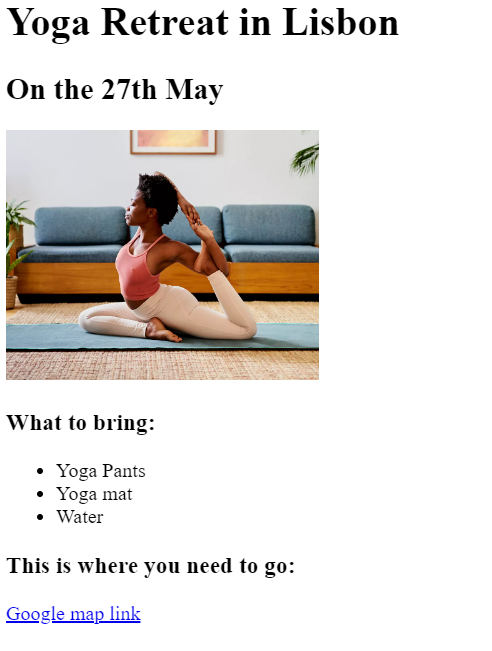 Yoga Retreat in Lisbon
On the 27th May
What to bring:
Yoga Pants
Yoga mat
Water
This is where you need to go:
Google map link